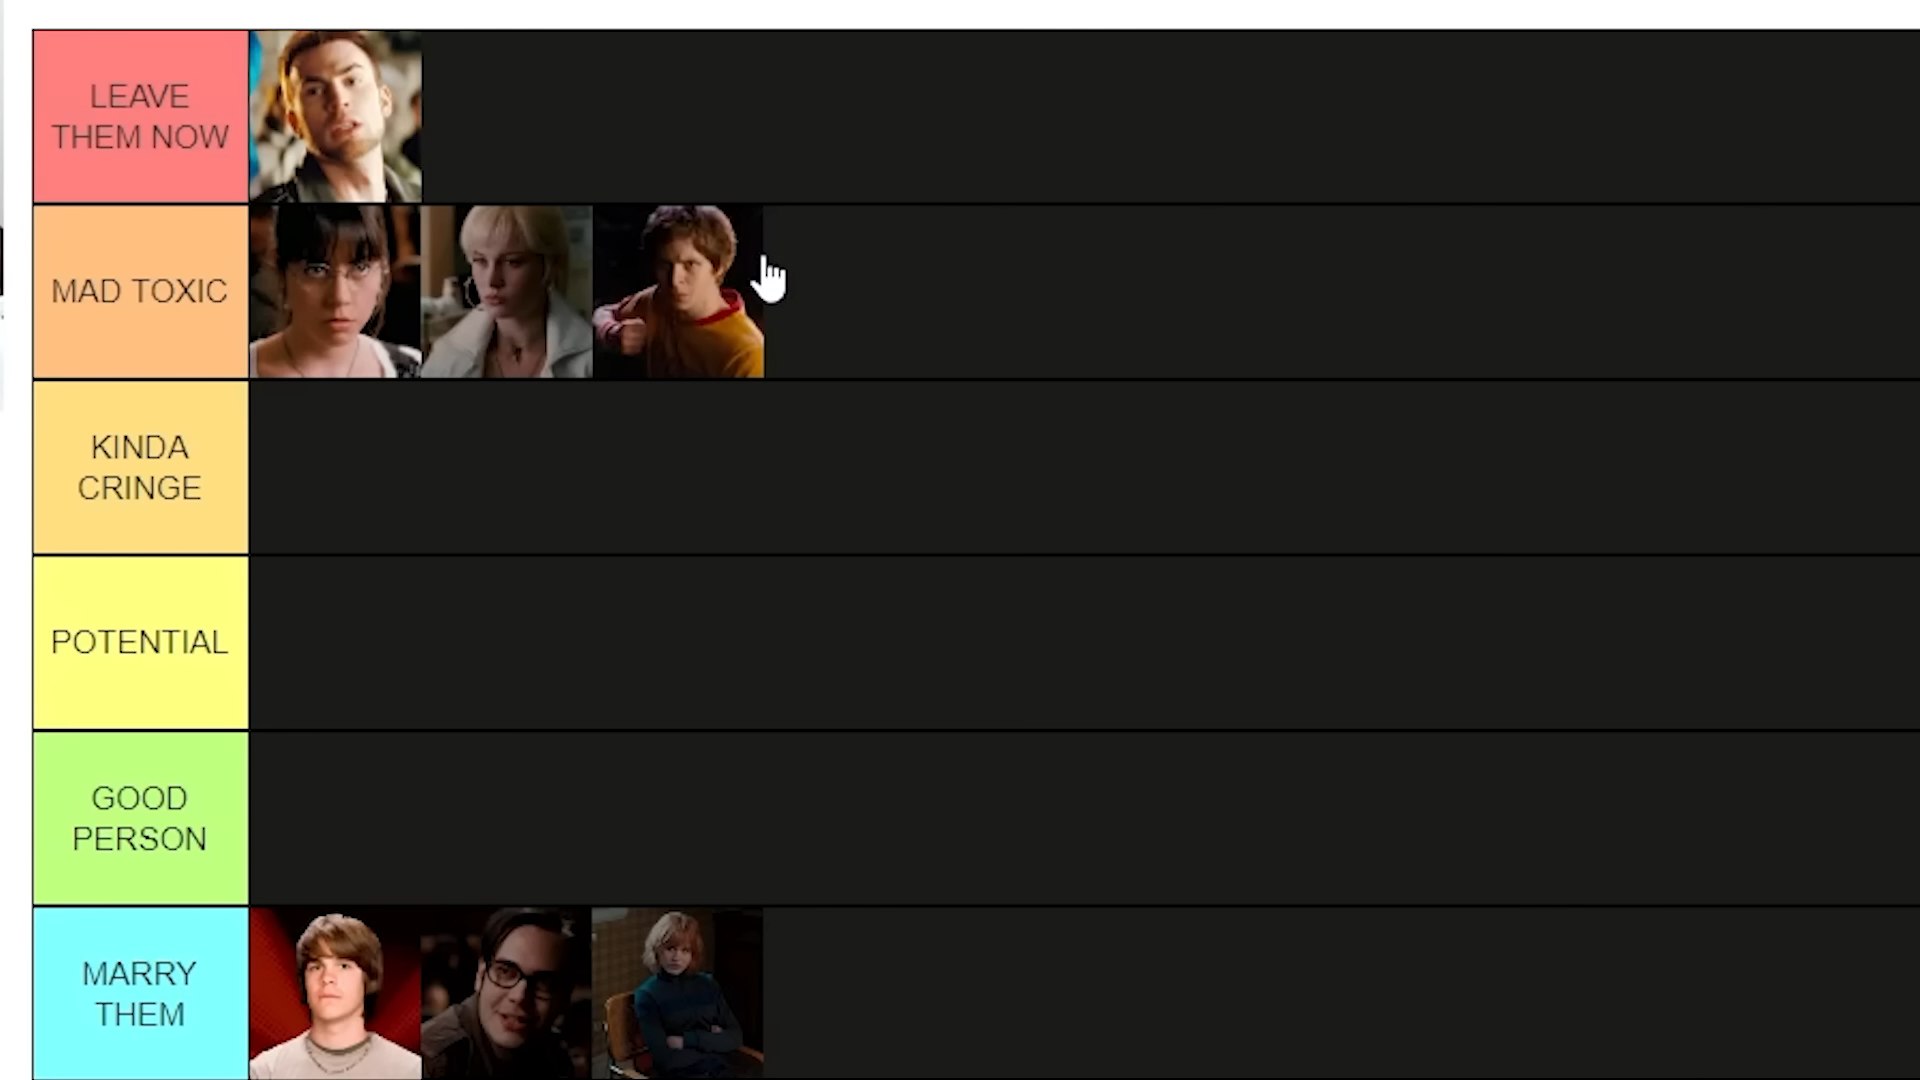 LEAVE
THEM NOW
MAD TOXIC
KINDA
CRINGE
POTENTIAL
GOOD
PERSON
MARRY
THEM